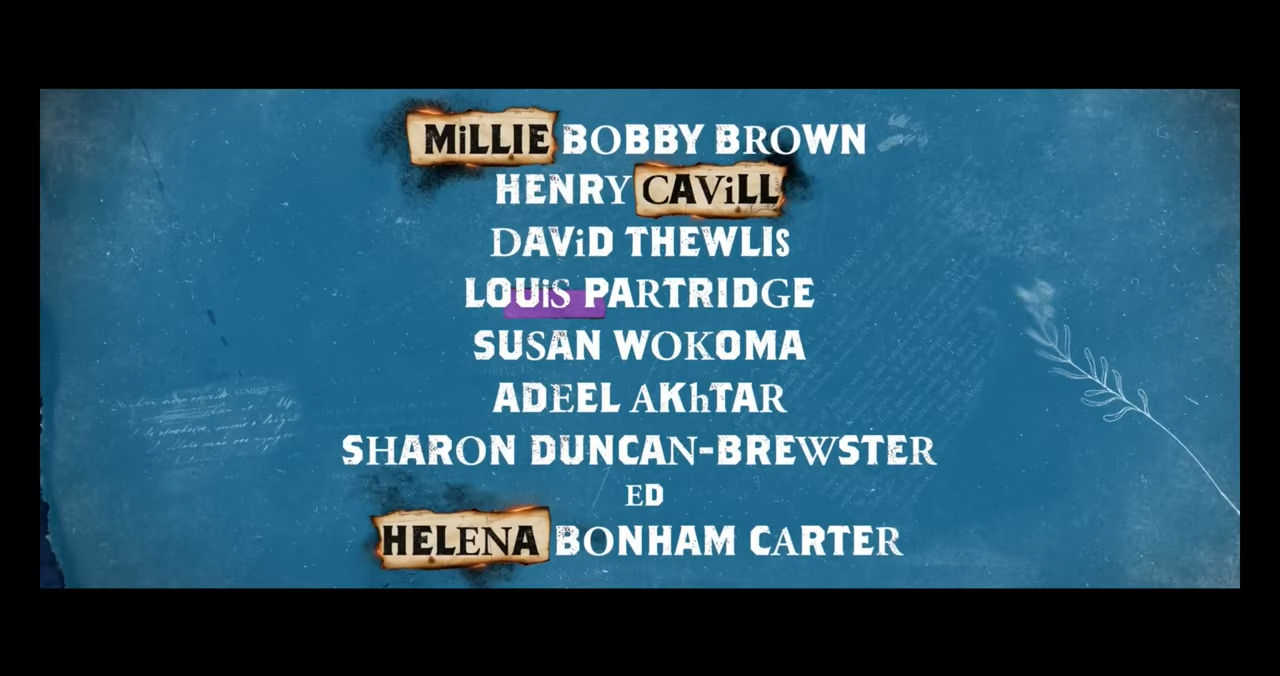 MiLLIE BOBBY BROWN
HENRY CAViLL
DAViD THEWLIS
LOUiS PARTRIDGE
SUSAN WOKOMA
ADEEL AKhTAR
SHARON DUNCAN-BREWSTER
ED
HELENA BONHAM CARTER